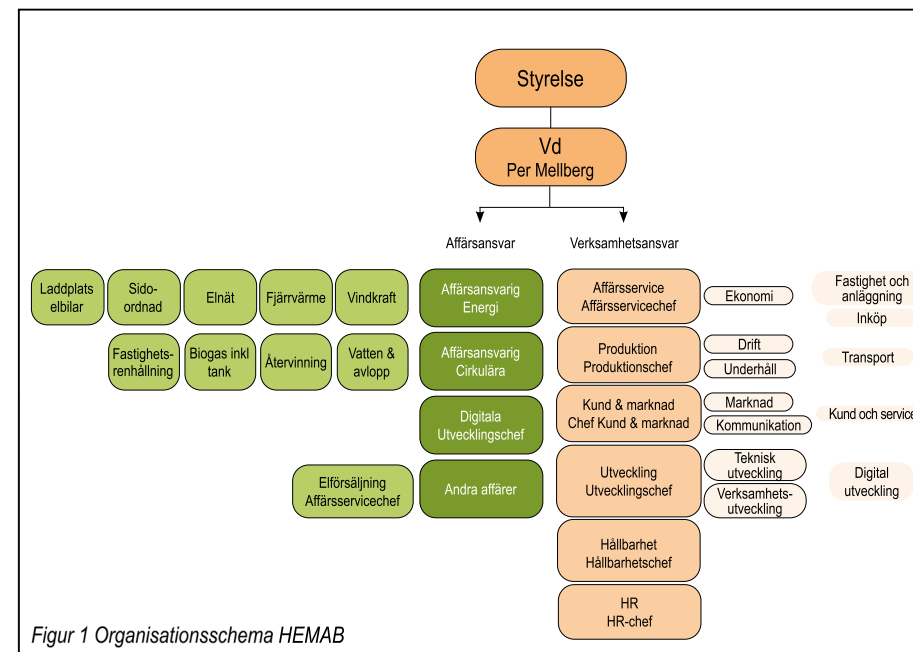 Styrelse
Vd
Per Mellberg
Affärsansvar
Verksamhetsansvar
Laddplats
elbilar
Sido-
ordnad
Elnät
Fjärrvärme
Vindkraft
Affärsansvarig
Energi
Affärsservice
Affärsservicechef
Ekonomi
Fastighet och
anläggning
Inköp
Fastighets-
renhållning
Biogas inkl
tank
Återvinning
Vatten &
avlopp
Affärsansvarig
Cirkulära
Produktion
Produktionschef
Drift
Underhåll
Transport
Digitala
Utvecklingschef
Kund & marknad
Chef Kund & marknad
Marknad
Kommunikation
Kund och service
Elförsäljning
Affärsservicechef
Andra affärer
Utveckling
Utvecklingschef
Teknisk
utveckling
Verksamhets-
utveckling
Digital
utveckling
Hållbarhet
Hållbarhetschef
HR
HR-chef
Figur 1 Organisationsschema HEMAB